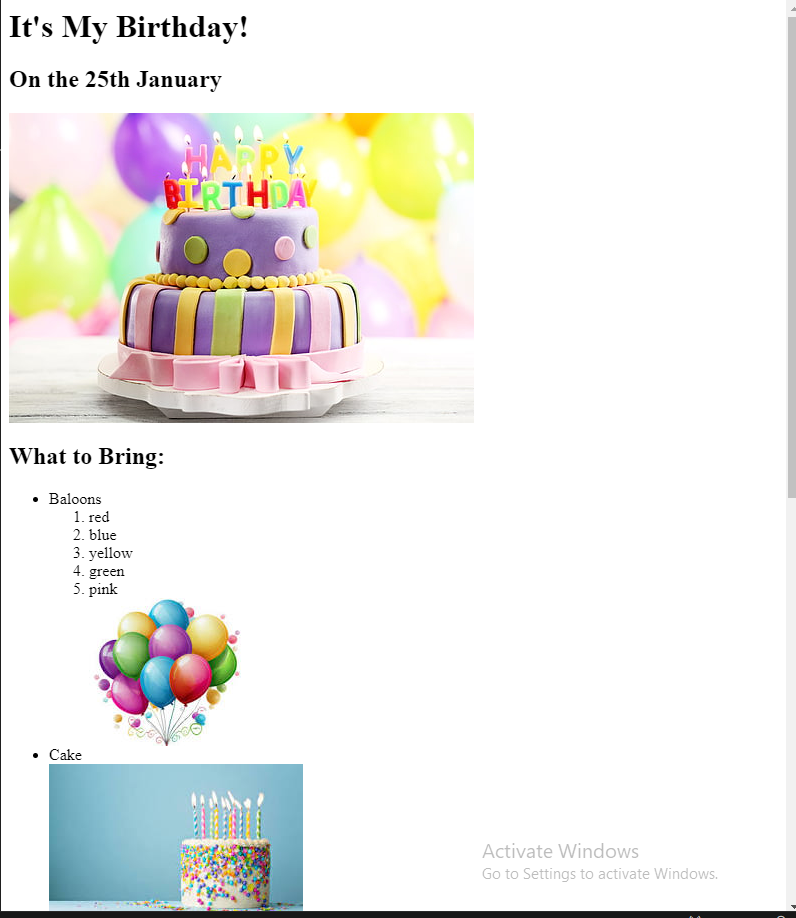 It's My Birthday!
On the 25th January
HAPPY
BIRTHDAY
What to Bring:
• Baloons
1. red
2. blue
3. yellow
4. green
5. pink
• Cake
Activate Windows
Go to Settings to activate Windows.